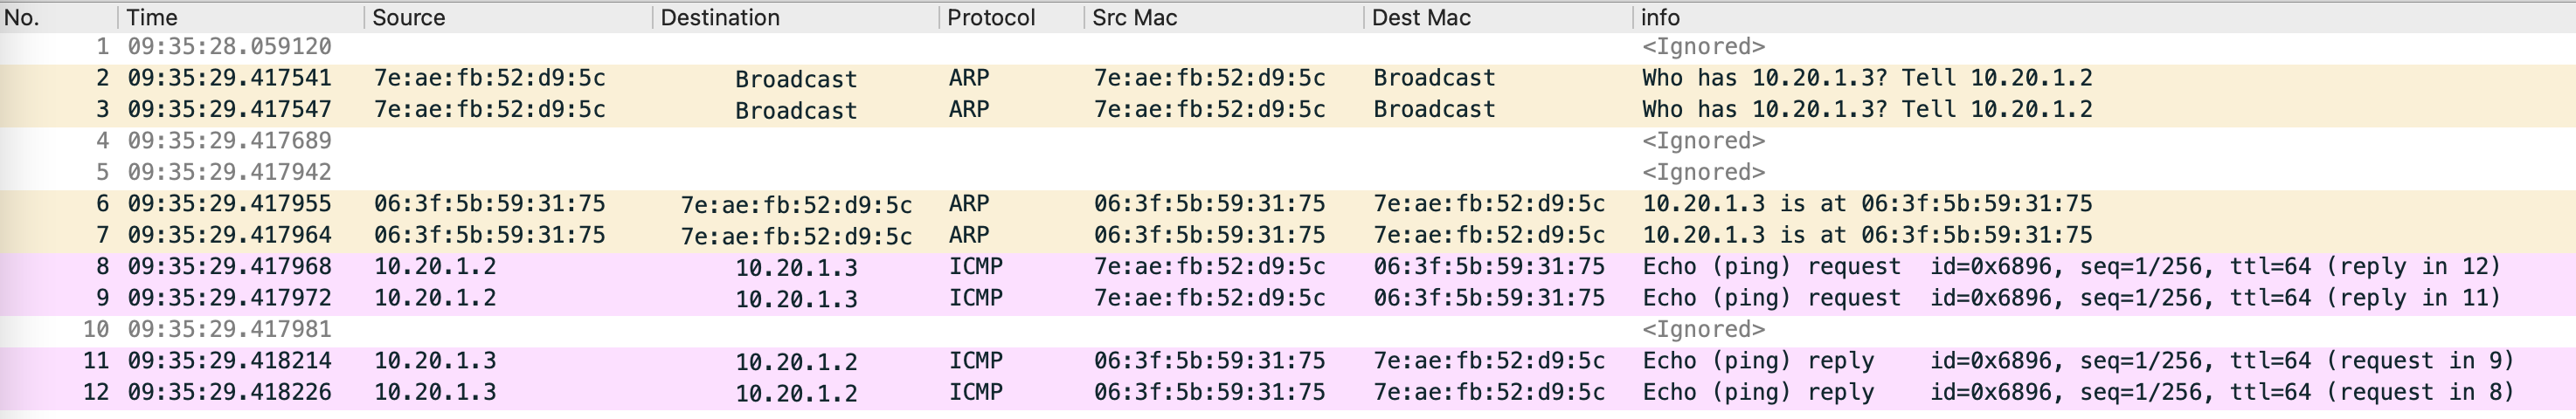 No. Time Source Destination Protocol Src Mac Dest Mac info
1 09:35:28.059120 <Ignored>
2 09:35:29.417541 7e:ae:fb:52:d9:5c Broadcast ARP 7e:ae:fb:52:d9:5c Broadcast Who has 10.20.1.3? Tell 10.20.1.2
3 09:35:29.417547 7e:ae:fb:52:d9:5c Broadcast ARP 7e:ae:fb:52:d9:5c Broadcast Who has 10.20.1.3? Tell 10.20.1.2
4 09:35:29.417689 <Ignored>
5 09:35:29.417942 <Ignored>
6 09:35:29.417955 06:3f:5b:59:31:75 7e:ae:fb:52:d9:5c ARP 06:3f:5b:59:31:75 7e:ae:fb:52:d9:5c 10.20.1.3 is at 06:3f:5b:59:31:75
7 09:35:29.417964 06:3f:5b:59:31:75 7e:ae:fb:52:d9:5c ARP 06:3f:5b:59:31:75 7e:ae:fb:52:d9:5c 10.20.1.3 is at 06:3f:5b:59:31:75
8 09:35:29.417968 10.20.1.2 10.20.1.3 ICMP 7e:ae:fb:52:d9:5c 06:3f:5b:59:31:75 Echo (ping) request id=0x6896, seq=1/256, ttl=64 (reply in 12)
9 09:35:29.417972 10.20.1.2 10.20.1.3 ICMP 7e:ae:fb:52:d9:5c 06:3f:5b:59:31:75 Echo (ping) request id=0x6896, seq=1/256, ttl=64 (reply in 11)
10 09:35:29.417981 <Ignored>
11 09:35:29.418214 10.20.1.3 10.20.1.2 ICMP 06:3f:5b:59:31:75 7e:ae:fb:52:d9:5c Echo (ping) reply id=0x6896, seq=1/256, ttl=64 (request in 9)
12 09:35:29.418226 10.20.1.3 10.20.1.2 ICMP 06:3f:5b:59:31:75 7e:ae:fb:52:d9:5c Echo (ping) reply id=0x6896, seq=1/256, ttl=64 (request in 8)